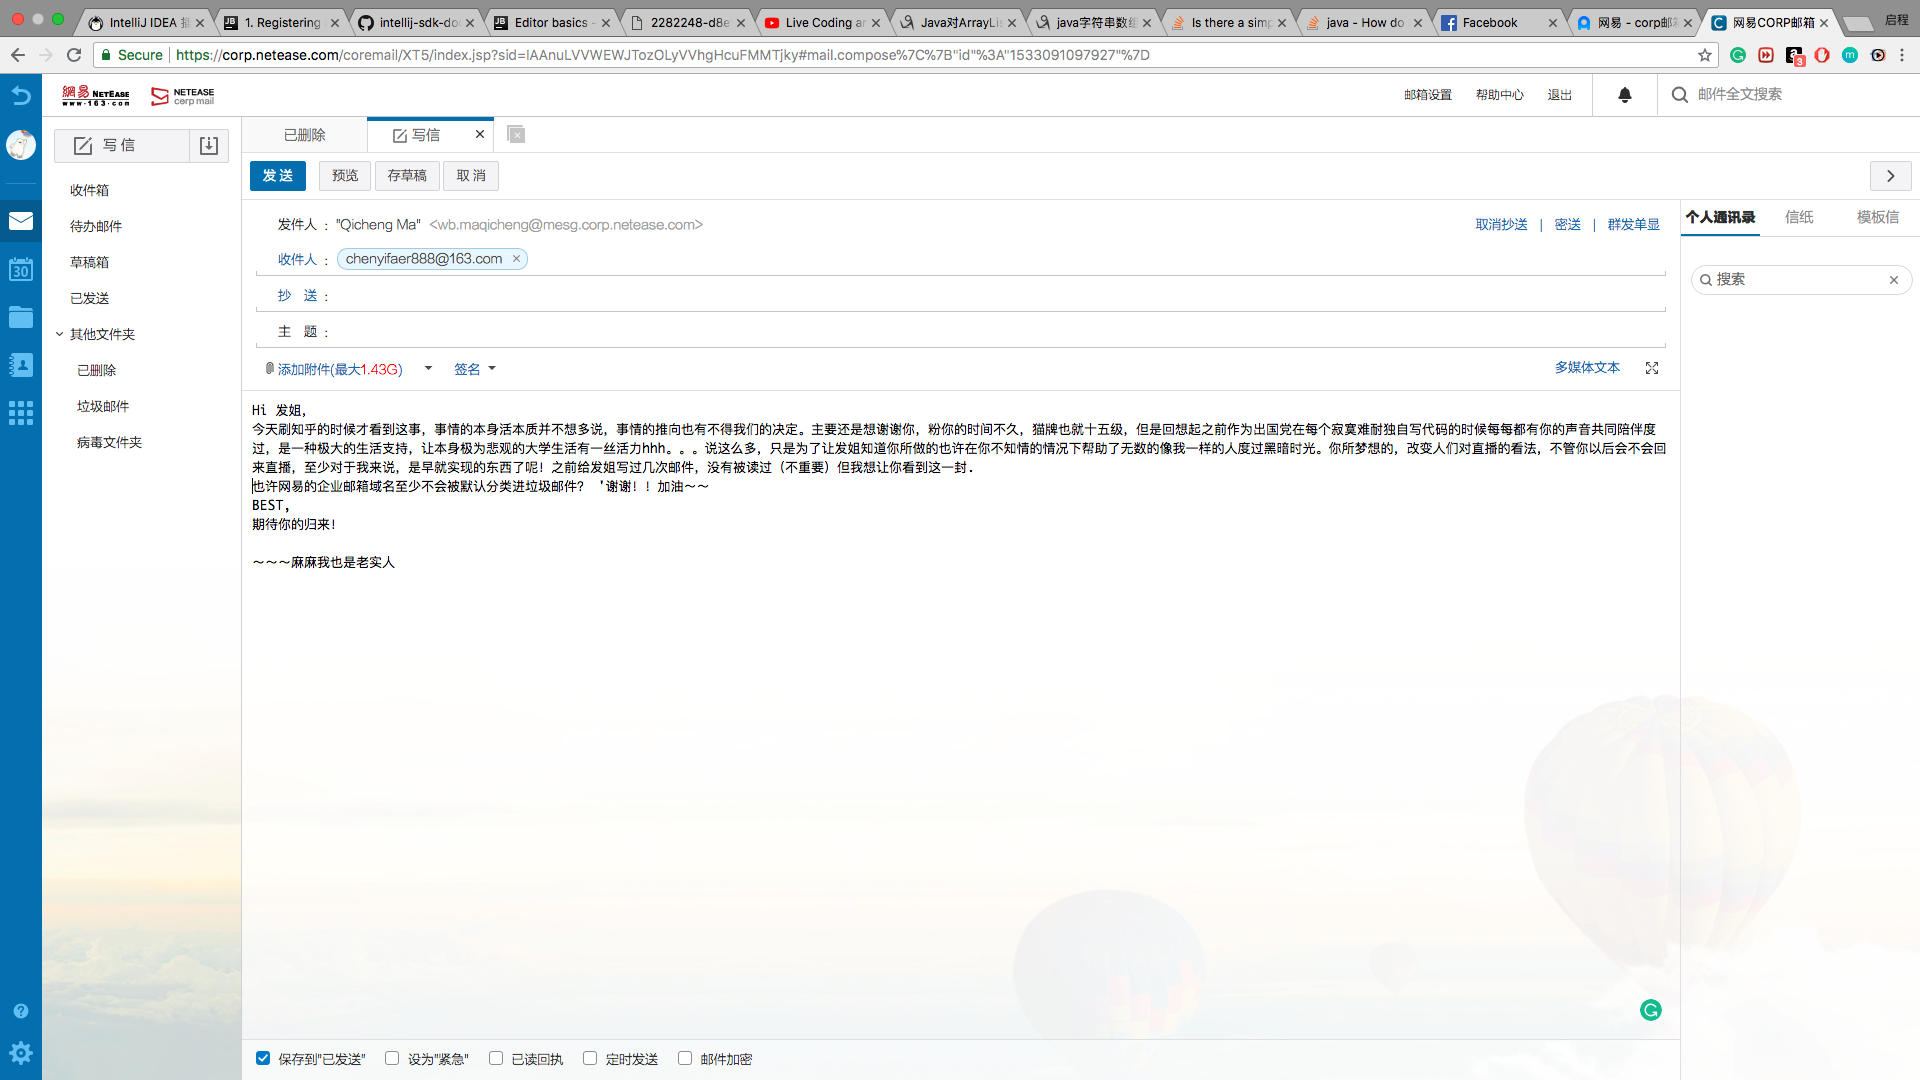 IntelliJ IDEA 插
1. Registering
intellij-sdk-do
Editor basics -
2282248-d8e
Live Coding a
Java对ArrayLis
java字符串数组
Is there a simp
java - How do
Facebook
网易 - corp邮
网易CORP邮箱
启程
Secure
https://corp.netease.com/coremail/XT5/index.jsp?sid=IAAnuLVVWEWJTozOLyVVhgHcuFMMTjky#mail.compose%7C%7B"id"%3A"1533091097927"%7D
3
網易 NETEASE
www.163.com
NETEASE
corp mail
邮箱设置
帮助中心
退出
邮件全文搜索
30
写 信
收件箱
待办邮件
草稿箱
已发送
其他文件夹
已删除
垃圾邮件
病毒文件夹
已删除
写信
发 送
预览
存草稿
取 消
发件人 : "Qicheng Ma" <wb.maqicheng@mesg.corp.netease.com>
取消抄送 | 密送 | 群发单显
收件人 : chenyifaer888@163.com
抄 送 :
主 题 :
添加附件(最大1.43G)
签名
多媒体文本
Hi 发姐,
今天刷知乎的时候才看到这事，事情的本身活本质并不想多说，事情的推向也有不得我们的决定。主要还是想谢谢你，粉你的时间不久，猫牌也就十五级，但是回想起之前作为出国党在每个寂寞难耐独自写代码的时候每每都有你的声音共同陪伴度
过，是一种极大的生活支持，让本身极为悲观的大学生活有一丝活力hhh。。。说这么多，只是为了让发姐知道你所做的也许在你不知情的情况下帮助了无数的像我一样的人度过黑暗时光。你所梦想的，改变人们对直播的看法，不管你以后会不会回
来直播，至少对于我来说，是早就实现的东西了呢！之前给发姐写过几次邮件，没有被读过（不重要）但我想让你看到这一封.
也许网易的企业邮箱域名至少不会被默认分类进垃圾邮件？ '谢谢！！加油～～
BEST,
期待你的归来！
～～～麻麻我也是老实人
个人通讯录
信纸
模板信
搜索
保存到"已发送"
设为"紧急"
已读回执
定时发送
邮件加密